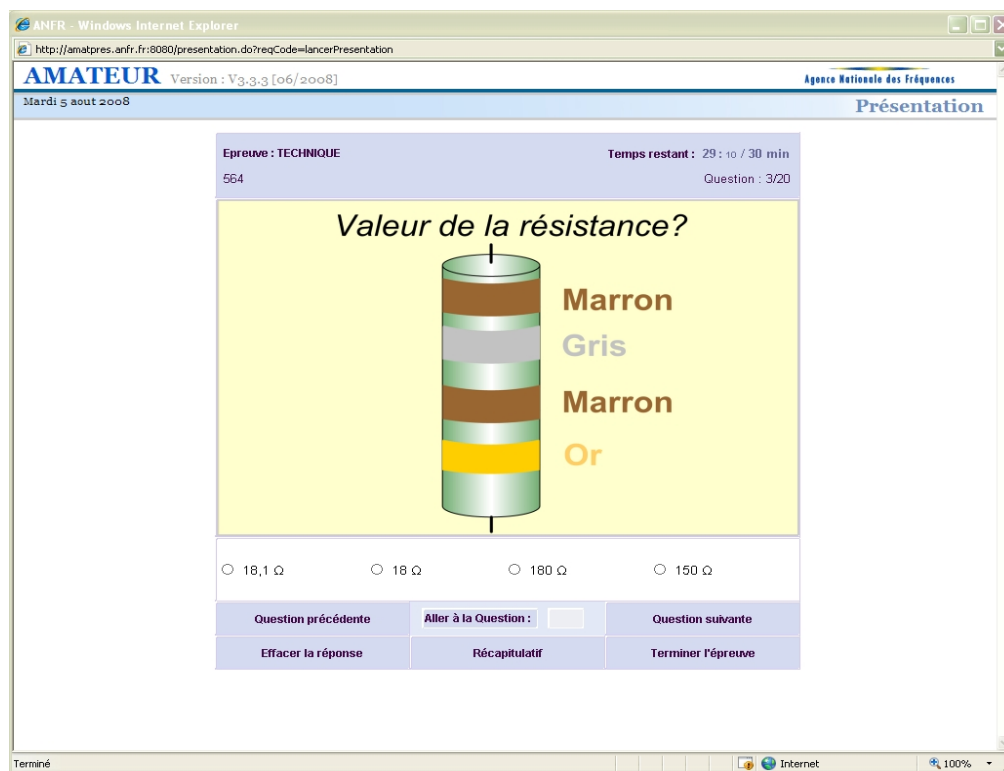 ANFR - Windows Internet Explorer
http://amatpres.anfr.fr:8080/presentation.do?reqCode=lancerPresentation
AMATEUR Version : V3.3.3 [06/2008]
Agence Nationale des Fréquences
Mardi 5 aout 2008
Présentation
Epreuve : TECHNIQUE
Temps restant : 29 : 10 / 30 min
564
Question : 3/20
Valeur de la résistance?
Marron
Gris
Marron
Or
18,1 Ω 18 Ω 180 Ω 150 Ω
Question précédente Aller à la Question : Question suivante
Effacer la réponse Récapitulatif Terminer l'épreuve
Terminé Internet 100%